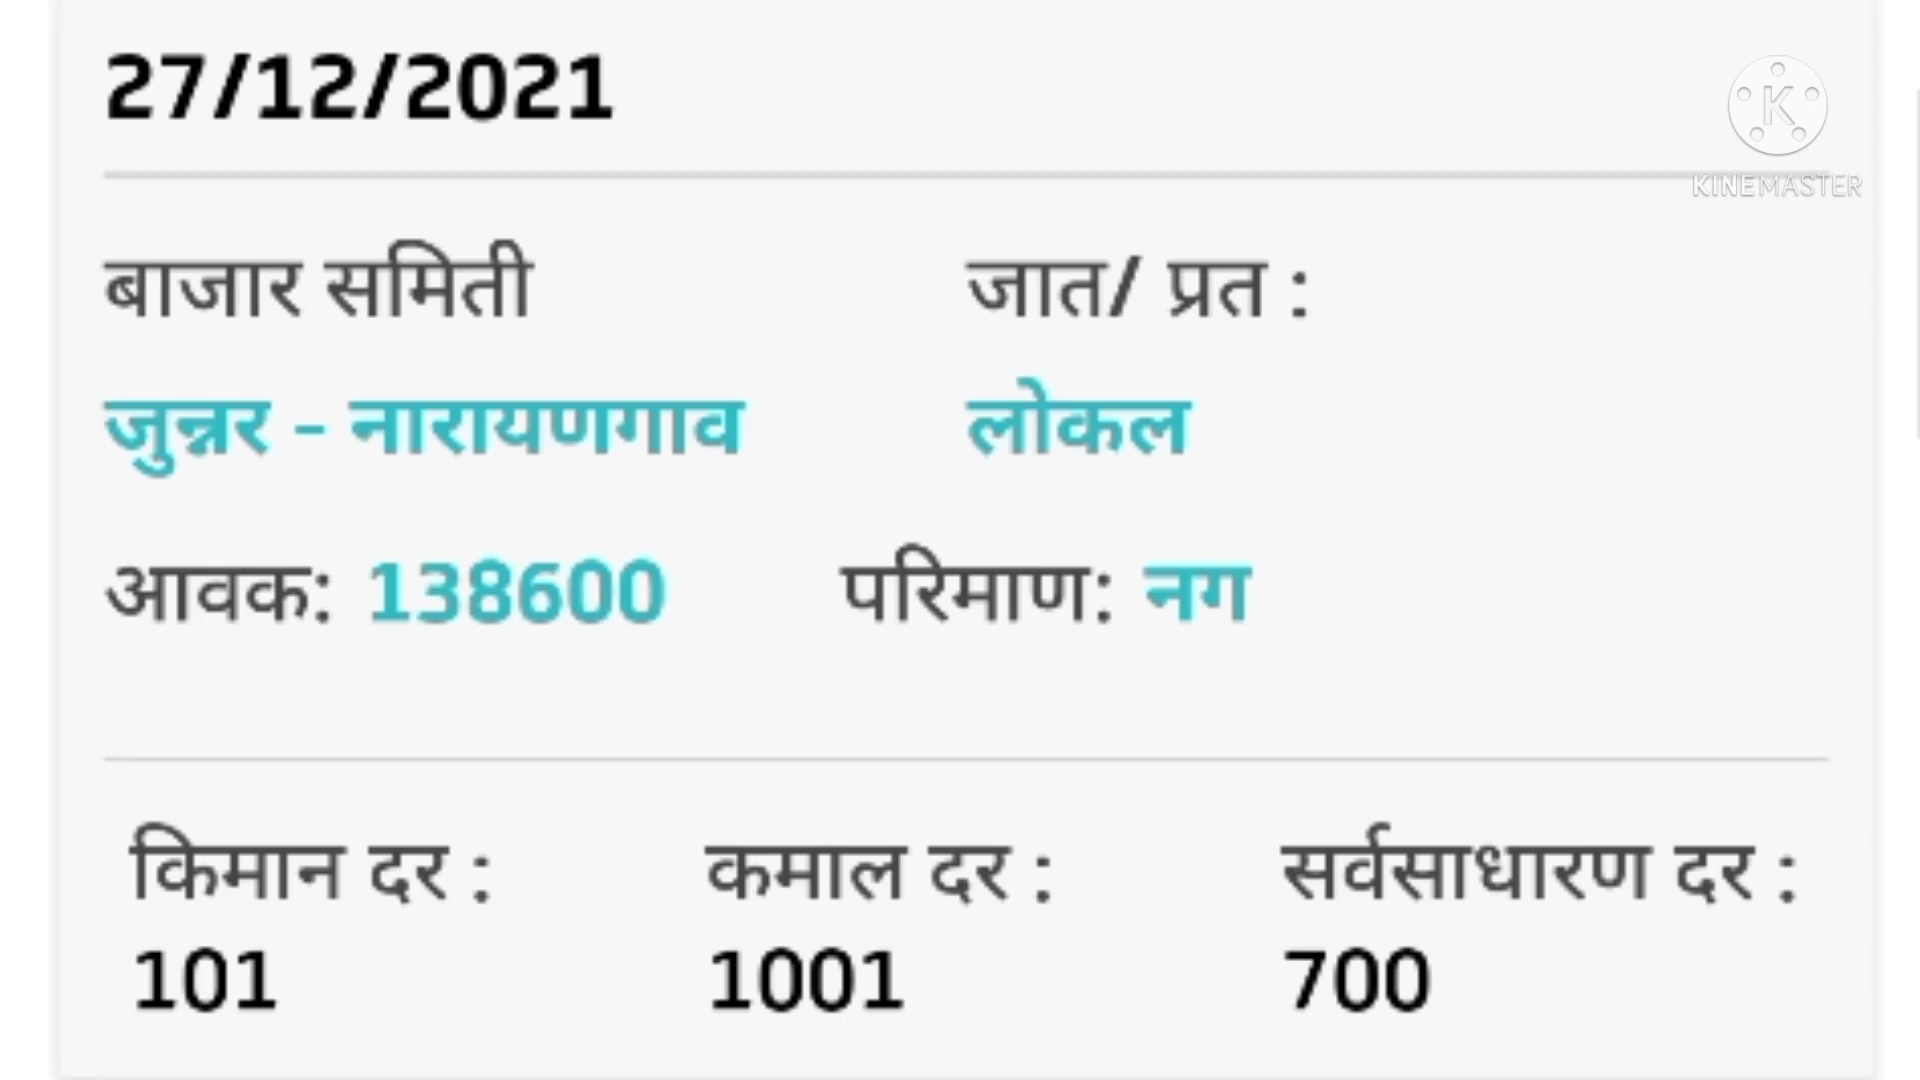 27/12/2021
KINEMASTER
बाजार समिती जात/ प्रत :
जुन्नर - नारायणगाव लोकल
आवक: 138600 परिमाण: नग
किमान दर : कमाल दर : सर्वसाधारण दर :
101 1001 700